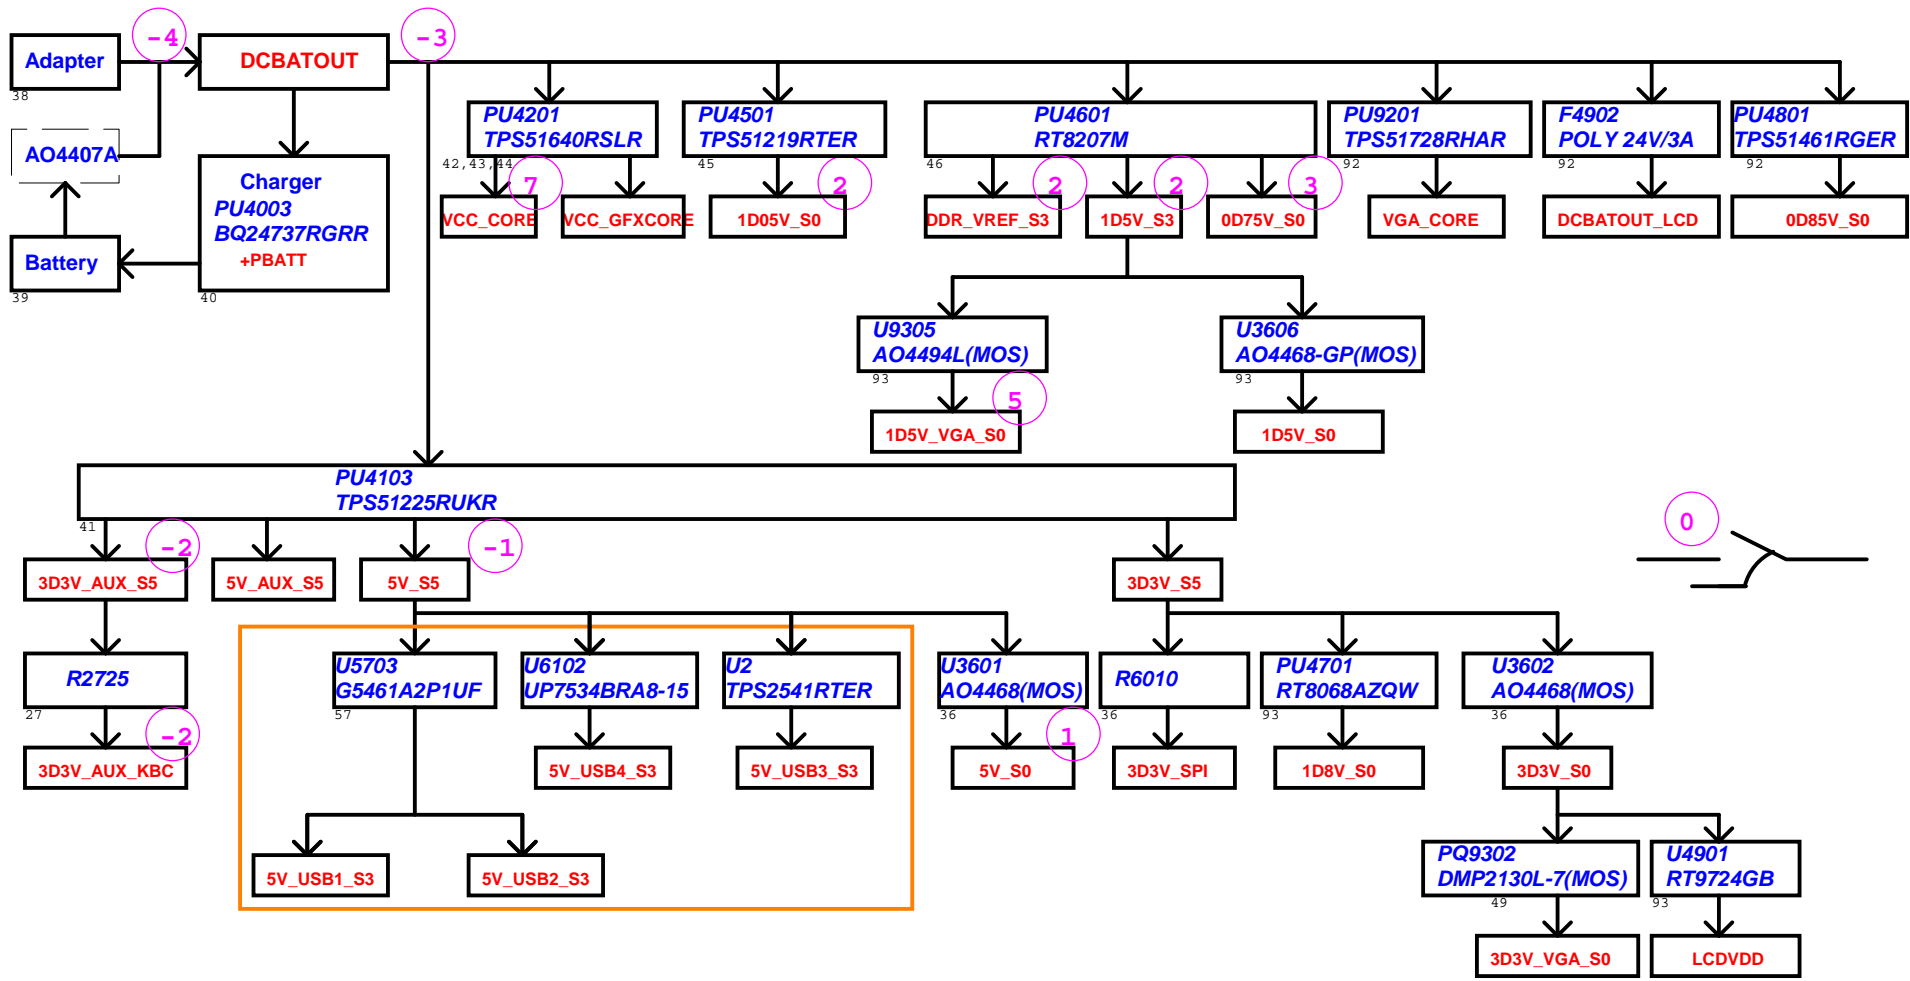 -4
-3
Adapter
DCBATOUT
38
PU4201
TPS51640RSLR
42,43,44
PU4501
TPS51219RTER
45
PU4601
RT8207M
46
PU9201
TPS51728RHAR
92
F4902
POLY 24V/3A
92
PU4801
TPS51461RGER
92
AO4407A
Charger
PU4003
BQ24737RGRR
+PBATT
40
Battery
39
7
2
2
2
3
VCC_CORE
VCC_GFXCORE
1D05V_S0
DDR_VREF_S3
1D5V_S3
0D75V_S0
VGA_CORE
DCBATOUT_LCD
0D85V_S0
U9305
AO4494L(MOS)
93
U3606
AO4468-GP(MOS)
93
5
1D5V_VGA_S0
1D5V_S0
PU4103
TPS51225RUKR
41
-2
-1
0
3D3V_AUX_S5
5V_AUX_S5
5V_S5
3D3V_S5
R2725
27
U5703
G5461A2P1UF
57
U6102
UP7534BRA8-15
U2
TPS2541RTER
U3601
AO4468(MOS)
36
R6010
36
PU4701
RT8068AZQW
93
U3602
AO4468(MOS)
36
-2
1
3D3V_AUX_KBC
5V_USB4_S3
5V_USB3_S3
5V_S0
3D3V_SPI
1D8V_S0
3D3V_S0
5V_USB1_S3
5V_USB2_S3
PQ9302
DMP2130L-7(MOS)
49
U4901
RT9724GB
93
3D3V_VGA_S0
LCDVDD